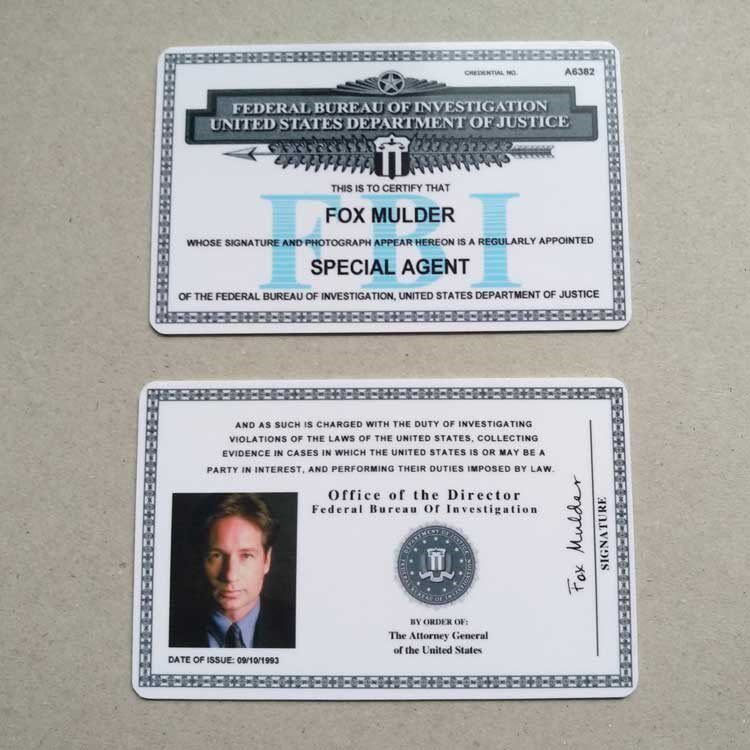 CREDENTIAL NO. A6382
FEDERAL BUREAU OF INVESTIGATION
UNITED STATES DEPARTMENT OF JUSTICE
THIS IS TO CERTIFY THAT
FBI
FOX MULDER
WHOSE SIGNATURE AND PHOTOGRAPH APPEAR HEREON IS A REGULARLY APPOINTED
SPECIAL AGENT
OF THE FEDERAL BUREAU OF INVESTIGATION, UNITED STATES DEPARTMENT OF JUSTICE
AND AS SUCH IS CHARGED WITH THE DUTY OF INVESTIGATING
VIOLATIONS OF THE LAWS OF THE UNITED STATES, COLLECTING
EVIDENCE IN CASES IN WHICH THE UNITED STATES IS OR MAY BE A
PARTY IN INTEREST, AND PERFORMING THEIR DUTIES IMPOSED BY LAW.
Office of the Director
Federal Bureau Of Investigation
DEPARTMENT OF JUSTICE
FEDERAL BUREAU OF INVESTIGATION
BY ORDER OF:
The Attorney General
of the United States
DATE OF ISSUE: 09/10/1993
Fox Mulder
SIGNATURE